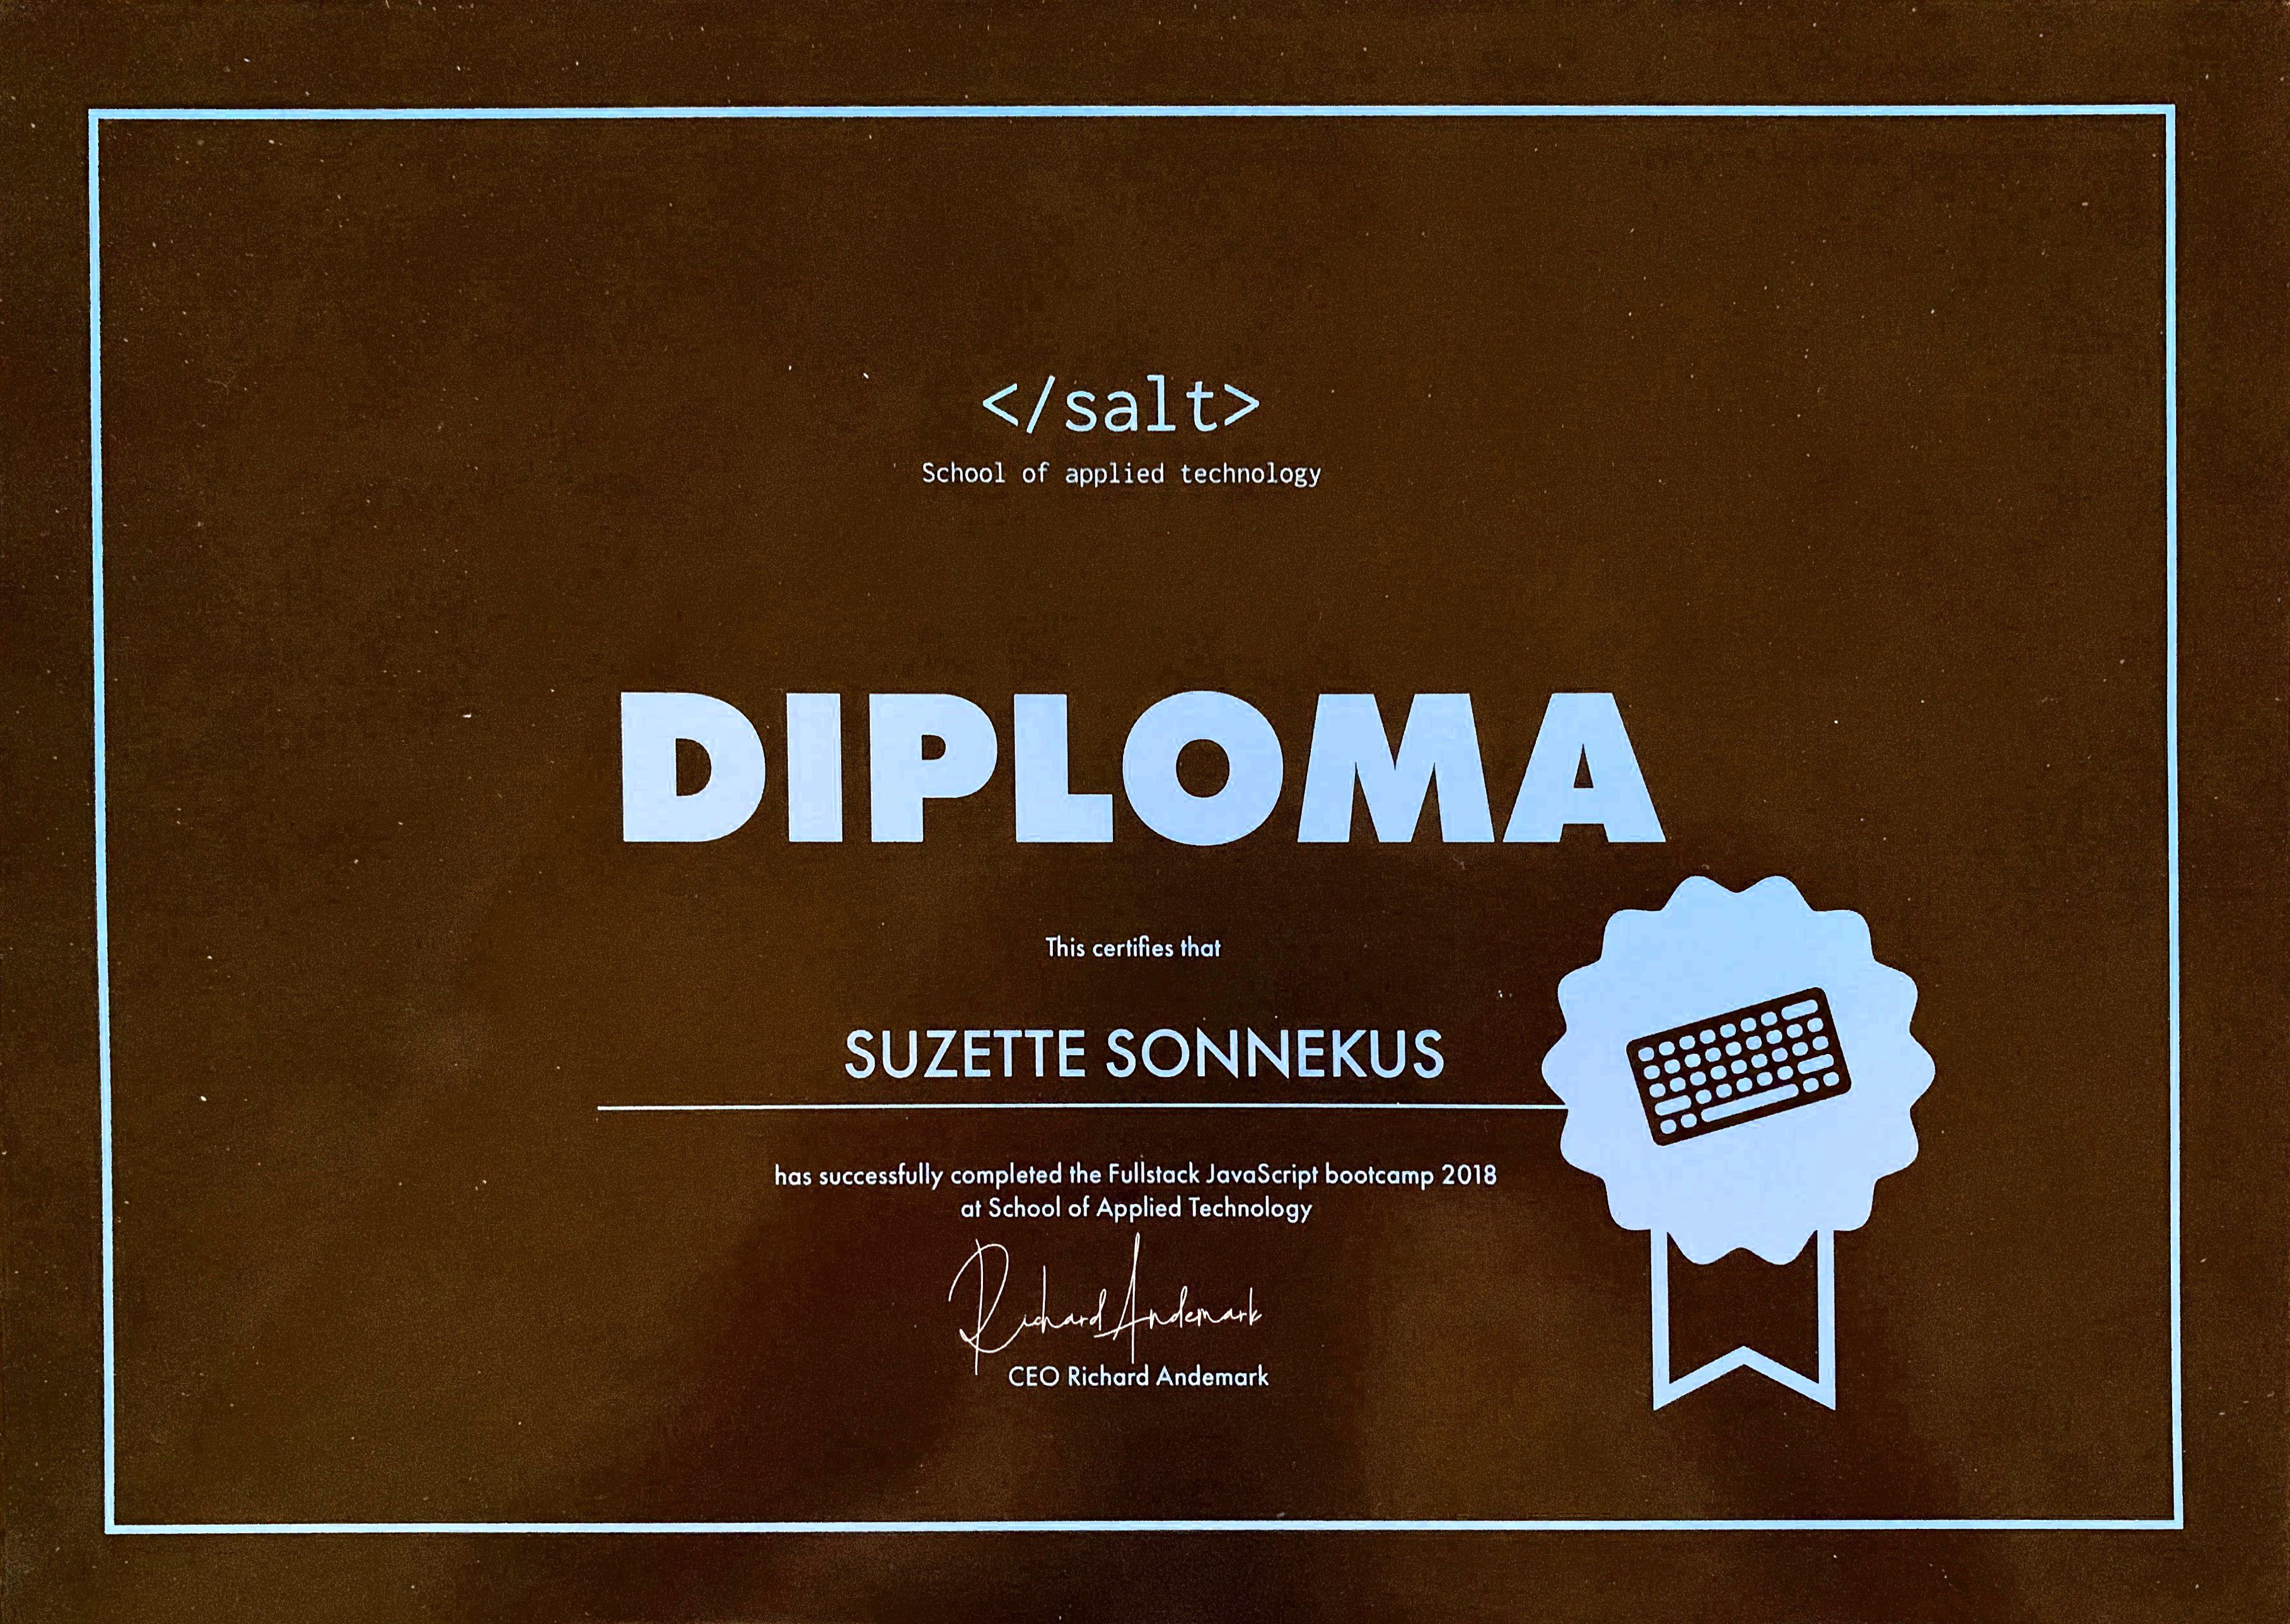 </salt>
School of applied technology
DIPLOMA
This certifies that
SUZETTE SONNEKUS
has successfully completed the Fullstack JavaScript bootcamp 2018
at School of Applied Technology
Richard Andemark
CEO Richard Andemark